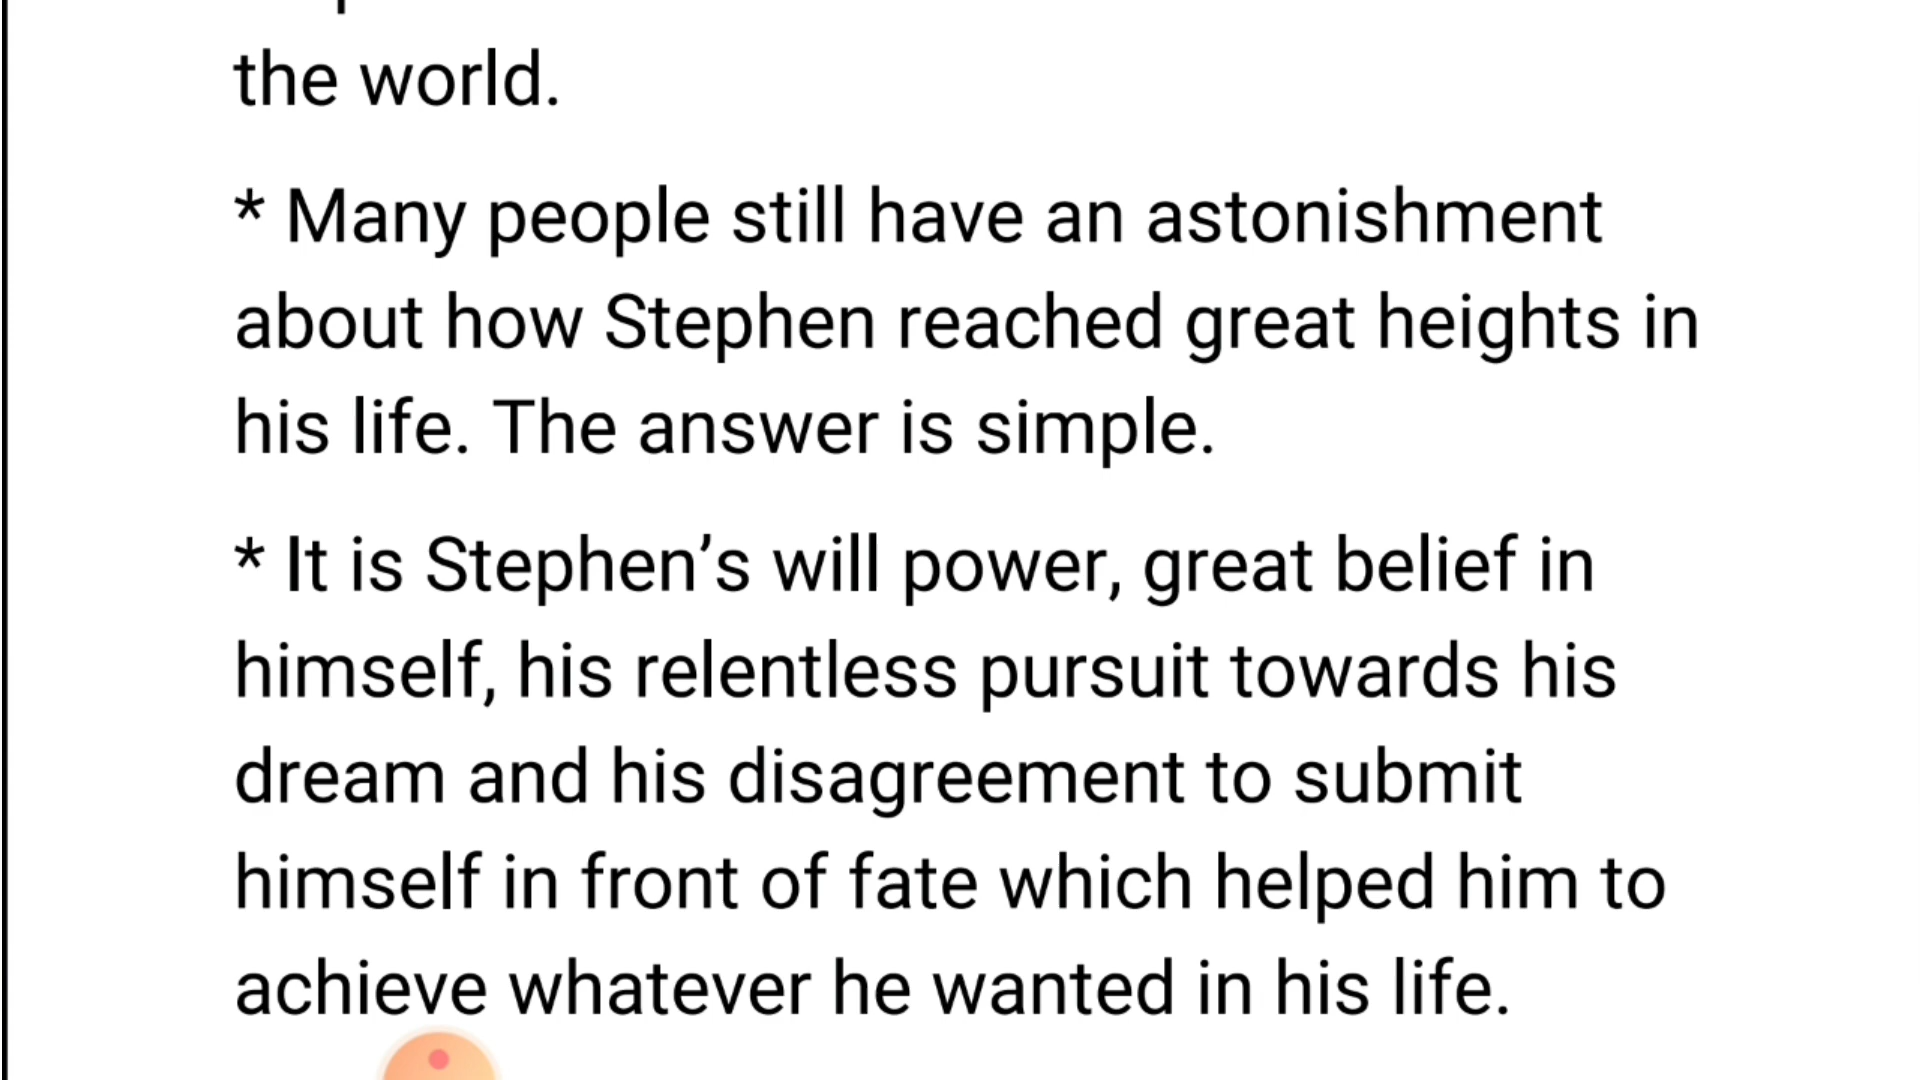 the world.
* Many people still have an astonishment
about how Stephen reached great heights in
his life. The answer is simple.
* It is Stephen’s will power, great belief in
himself, his relentless pursuit towards his
dream and his disagreement to submit
himself in front of fate which helped him to
achieve whatever he wanted in his life.